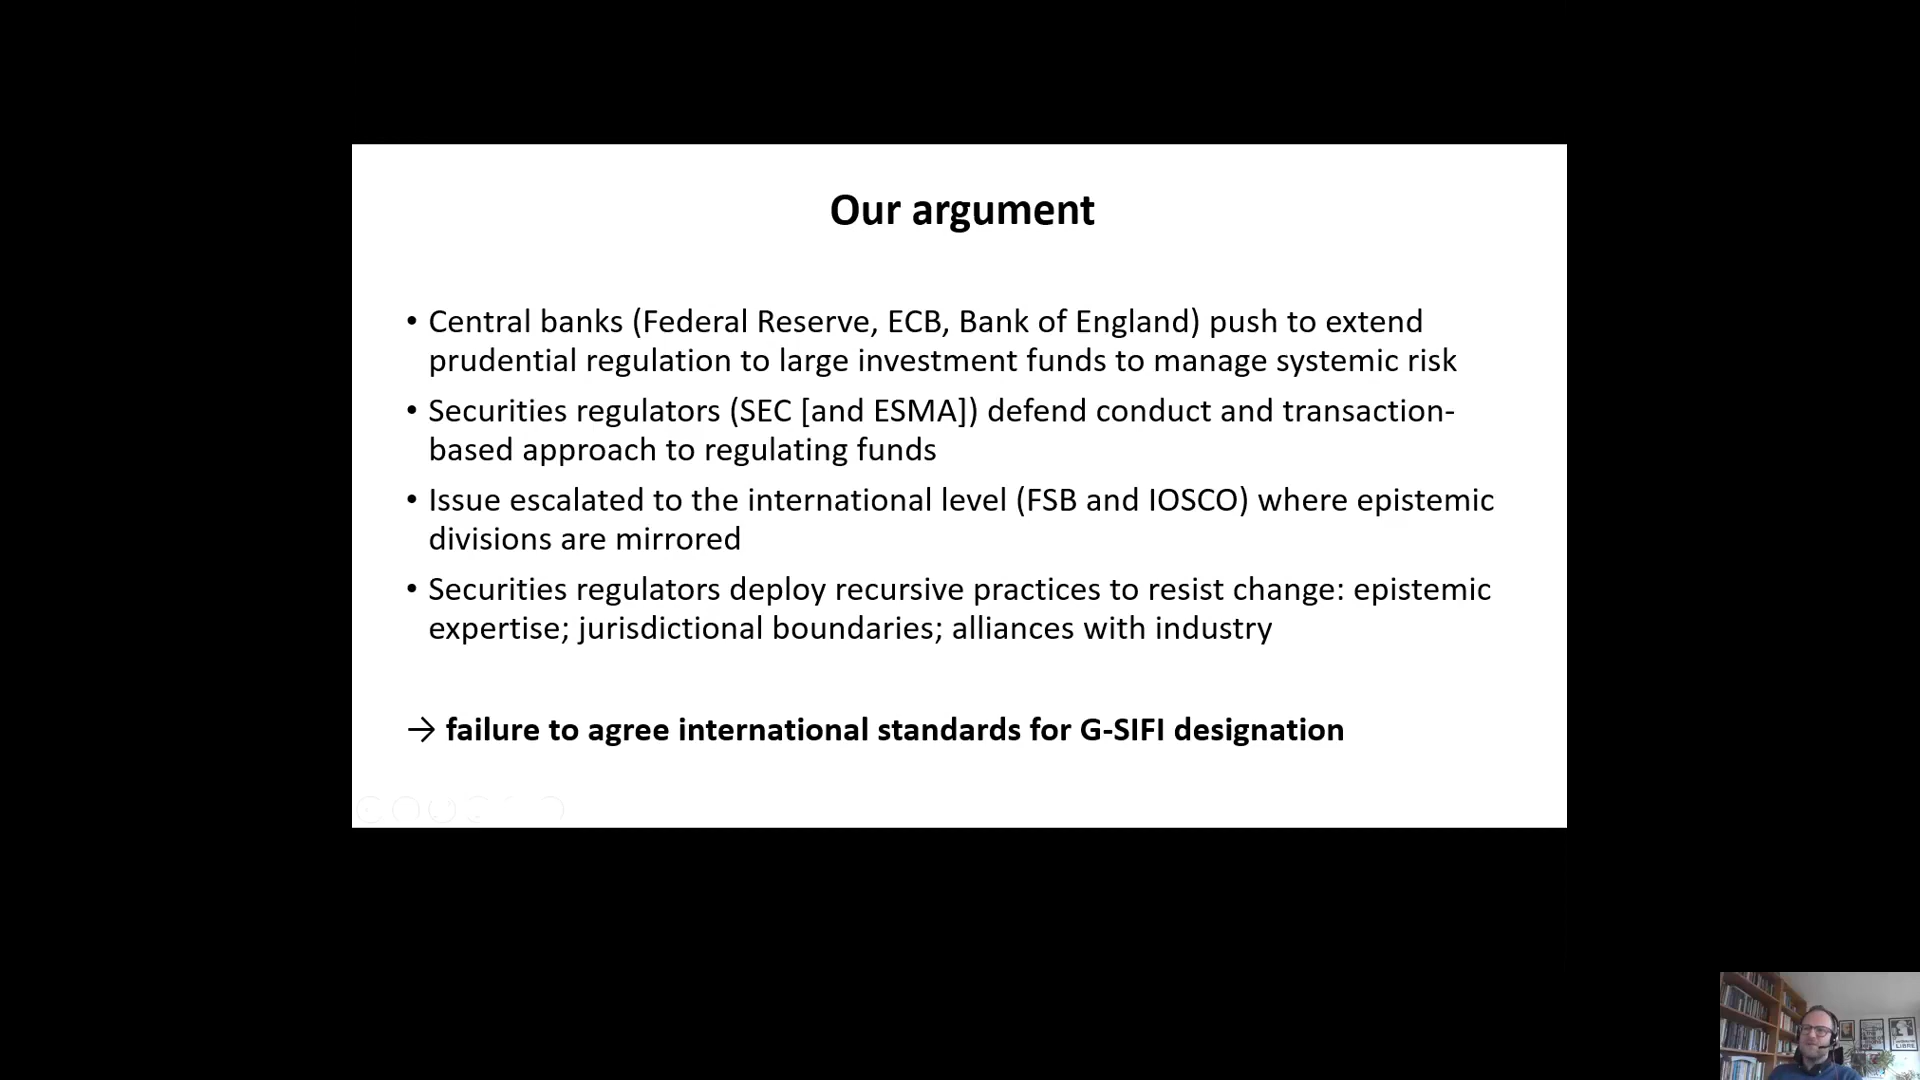 Our argument
• Central banks (Federal Reserve, ECB, Bank of England) push to extend
prudential regulation to large investment funds to manage systemic risk
• Securities regulators (SEC [and ESMA]) defend conduct and transaction-
based approach to regulating funds
• Issue escalated to the international level (FSB and IOSCO) where epistemic
divisions are mirrored
• Securities regulators deploy recursive practices to resist change: epistemic
expertise; jurisdictional boundaries; alliances with industry
→ failure to agree international standards for G-SIFI designation
LIBRE